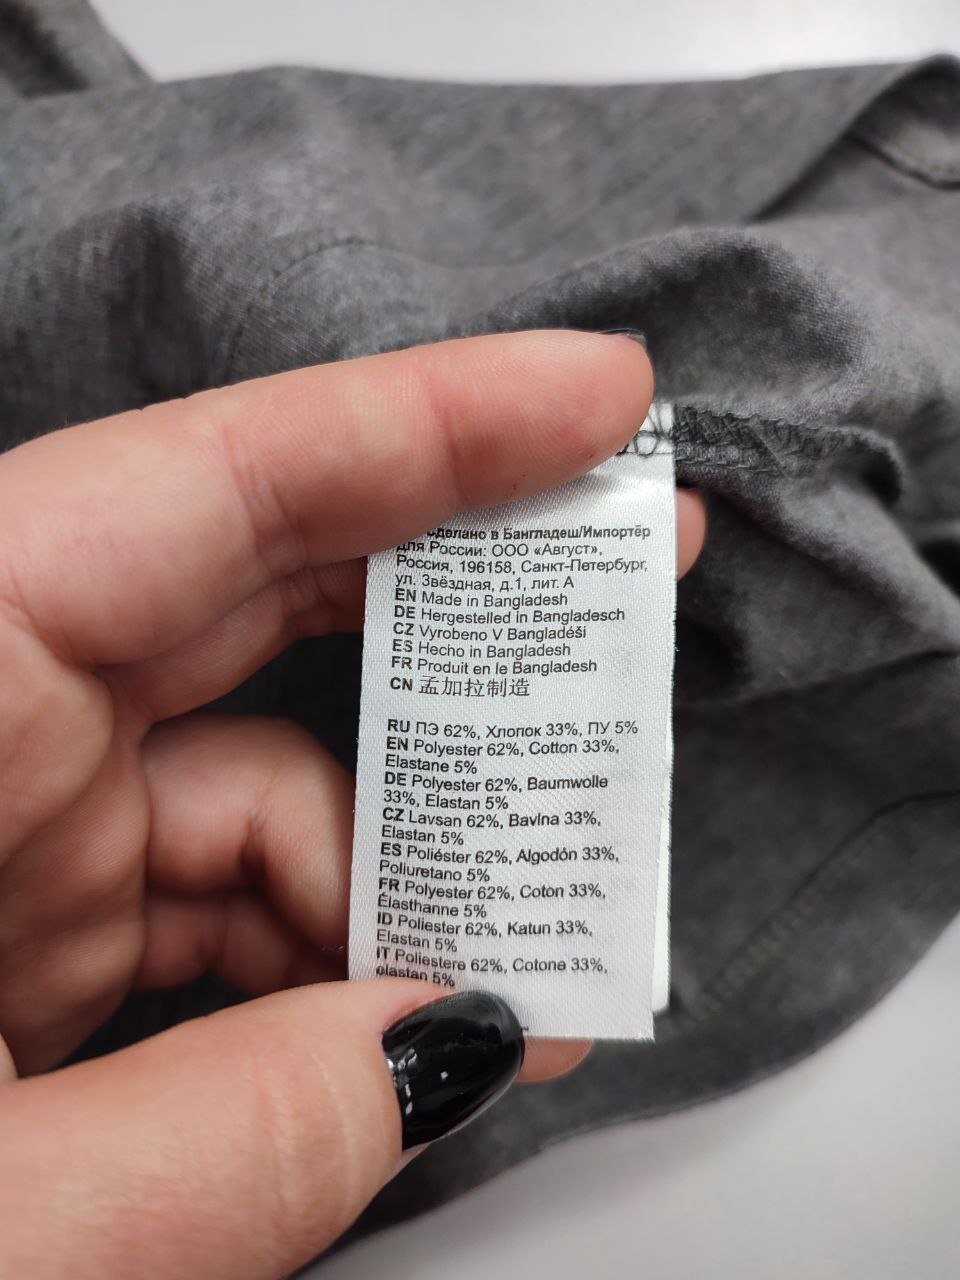 Сделано в Бангладеш/Импортёр
для России: ООО «Август»,
Россия, 196158, Санкт-Петербург,
ул. Звёздная, д.1, лит. А
EN Made in Bangladesh
DE Hergestelled in Bangladesch
CZ Vyrobeno V Bangladéši
ES Hecho in Bangladesh
FR Produit en le Bangladesh
CN 孟加拉制造
RU ПЭ 62%, Хлопок 33%, ПУ 5%
EN Polyester 62%, Cotton 33%,
Elastane 5%
DE Polyester 62%, Baumwolle
33%, Elastan 5%
CZ Lavsan 62%, Bavlna 33%,
Elastan 5%
ES Poliéster 62%, Algodón 33%,
Poliuretano 5%
FR Polyester 62%, Coton 33%,
Élasthanne 5%
ID Poliester 62%, Katun 33%,
Elastan 5%
IT Poliestere 62%, Cotone 33%,
elastan 5%